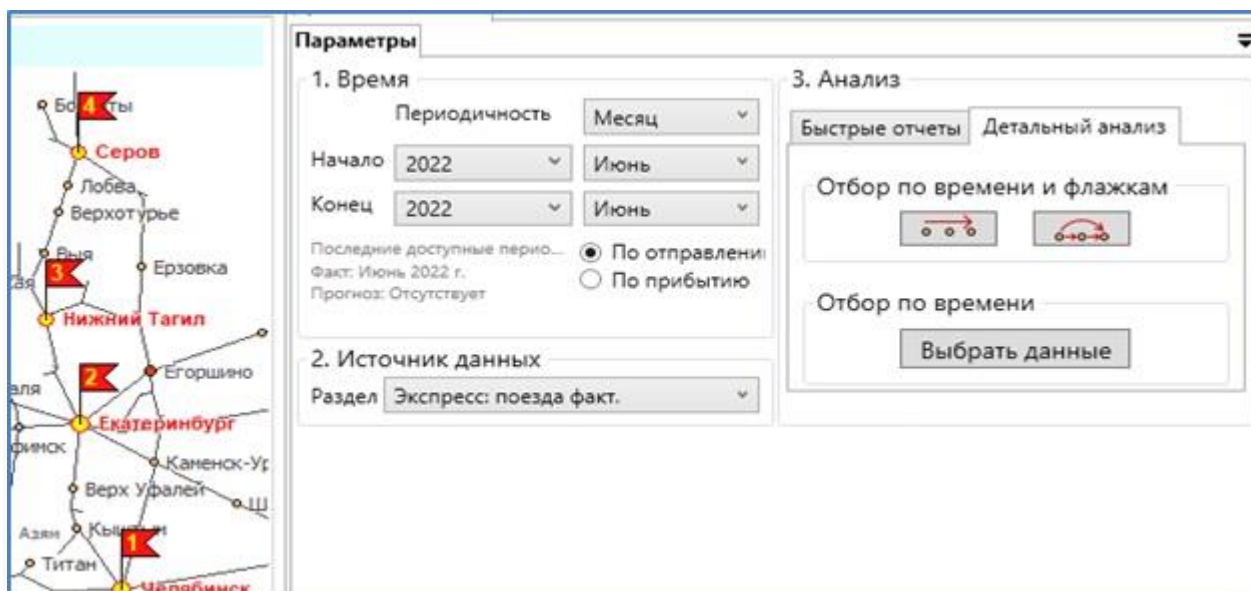 4
Серов
Лобва
Верхотурье
Выя
3
Ерзовка
Нижний Тагил
2
Егоршино
Екатеринбург
Каменск-Ур
Верх Уфалей
Ш
Азян
Кыштым
1
Титан
Челябинск
Параметры
1. Время
Периодичность
Месяц
Начало
2022
Июнь
Конец
2022
Июнь
Последние доступные перио...
Факт: Июнь 2022 г.
Прогноз: Отсутствует
По отправлени
По прибытию
2. Источник данных
Раздел
Экспресс: поезда факт.
3. Анализ
Быстрые отчеты
Детальный анализ
Отбор по времени и флажкам
Отбор по времени
Выбрать данные